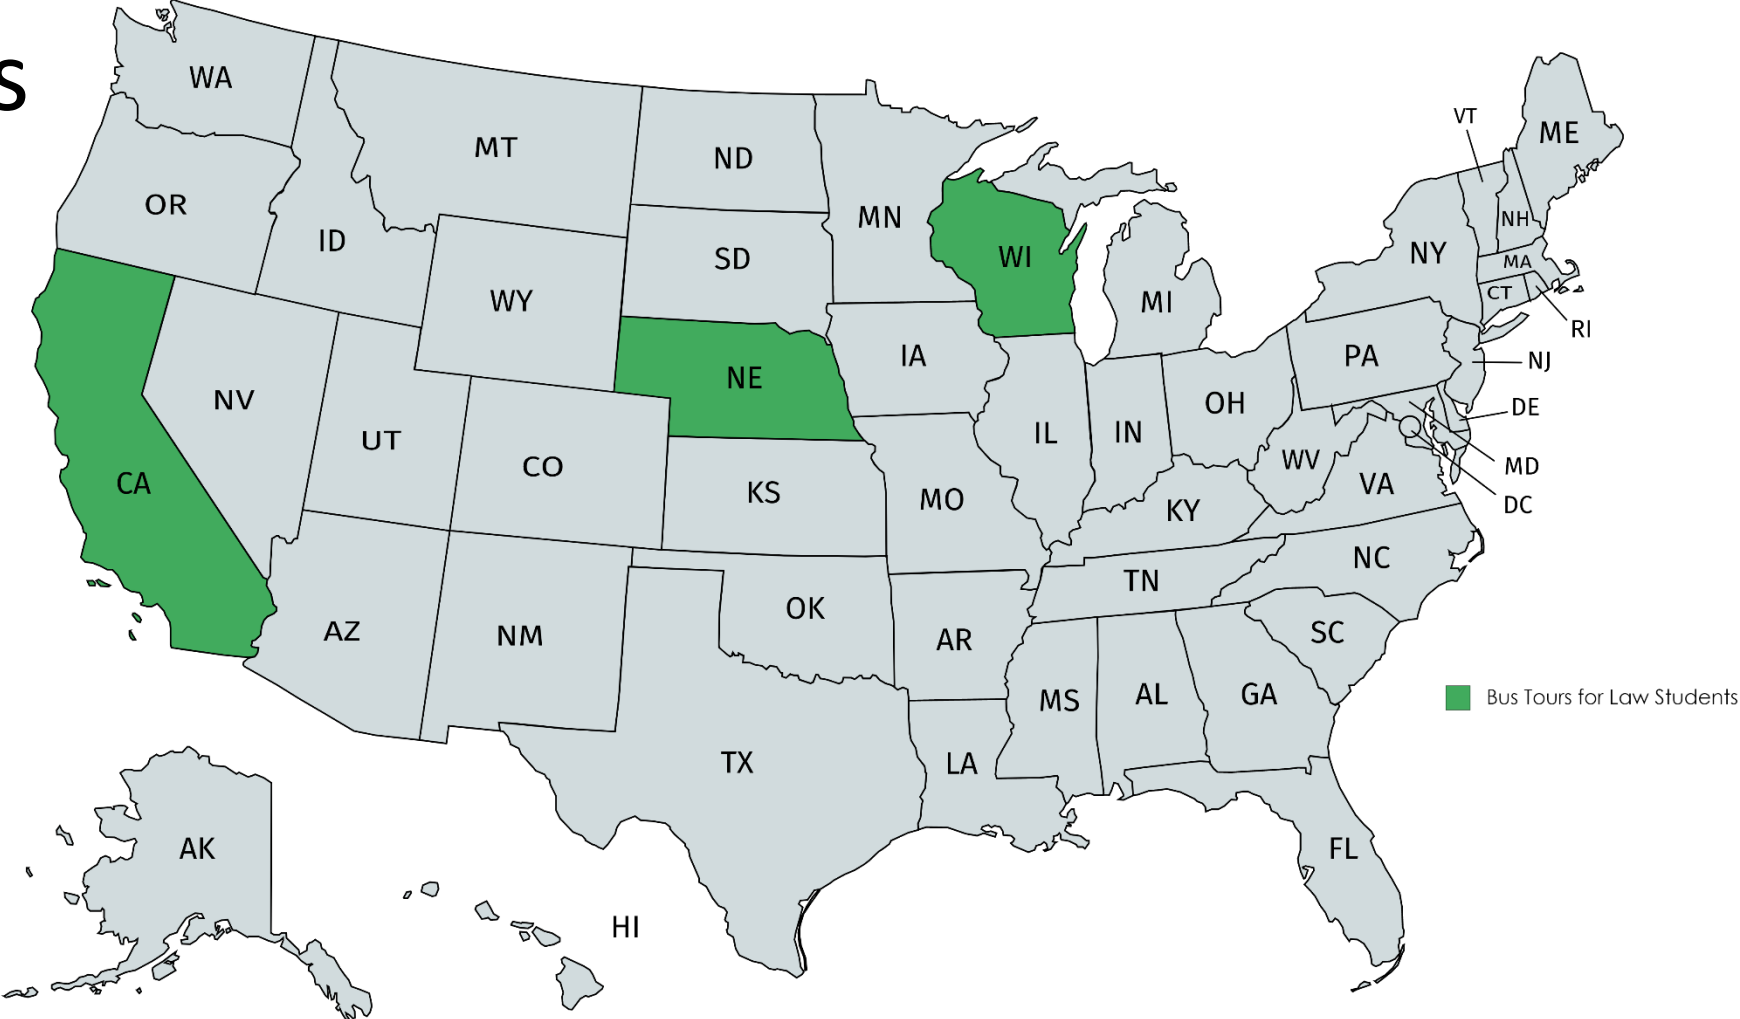 S
WA
MT
ND
VT
ME
OR
ID
MN
NH
WY
SD
WI
NY
MA
MI
CT
RI
NV
NE
IA
PA
NJ
UT
CO
IL
IN
OH
DE
CA
KS
MO
WV
VA
MD
KY
DC
AZ
NM
OK
TN
NC
AR
SC
MS
AL
GA
Bus Tours for Law Students
TX
LA
AK
FL
HI